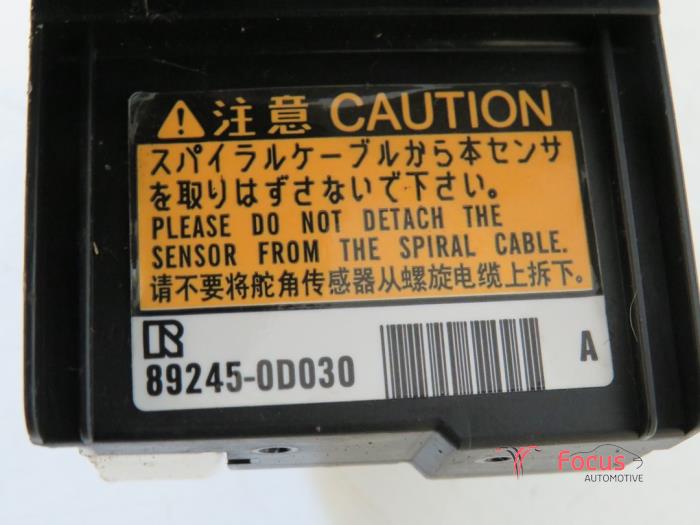 注意 CAUTION
スパイラルケーブルから本センサ
を取りはずさないで下さい。
PLEASE DO NOT DETACH THE
SENSOR FROM THE SPIRAL CABLE.
请不要将舵角传感器从螺旋电缆上拆下。
89245-0D030
A
Focus
AUTOMOTIVE